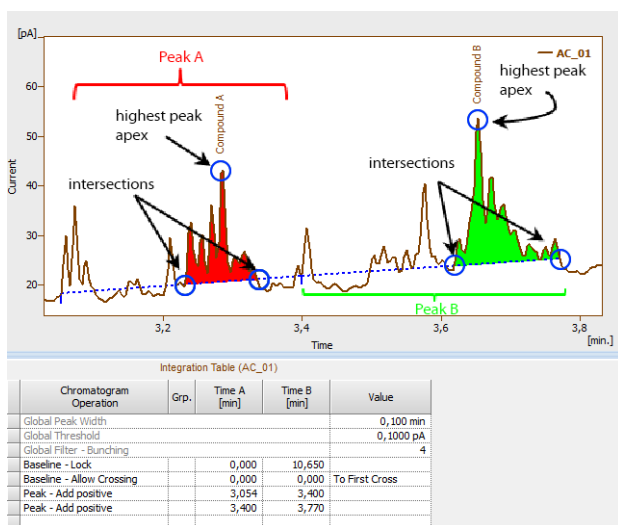 [pA]
Peak A
AC_01
60
highest peak
apex
Compound B
highest peak
apex
Compound A
50
intersections
intersections
Current
40
30
20
Peak B
3,2
3,4
3,6
3,8
Time
[min.]
Integration Table (AC_01)
Chromatogram Operation Grp. Time A [min] Time B [min] Value
Global Peak Width 0,100 min
Global Threshold 0,1000 pA
Global Filter - Bunching 4
Baseline - Lock 0,000 10,650
Baseline - Allow Crossing 0,000 0,000 To First Cross
Peak - Add positive 3,054 3,400
Peak - Add positive 3,400 3,770